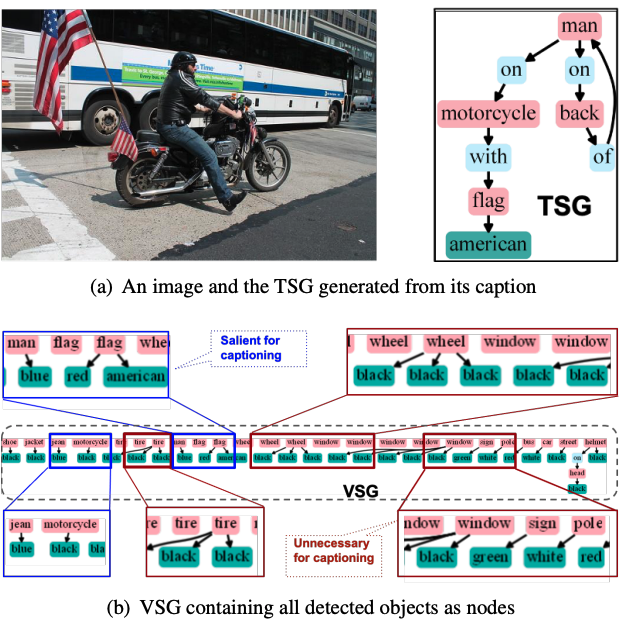 man
on on
motorcycle back
with of
flag
american
TSG
(a) An image and the TSG generated from its caption
man flag flag whe
blue red american
Salient for
captioning
wheel wheel window window
black black black black black
shoe jacket jean motorcycle tir tire tire man flag flag whee wheel wheel window window window win dow window sign pole bus car street helmet
black black blue black black black black blue red american black black black black black black black green white red white black on black
head
black
VSG
jean motorcycle
blue black bla
re tire tire
black black
Unnecessary
for captioning
ndow window sign pole
black green white red
(b) VSG containing all detected objects as nodes